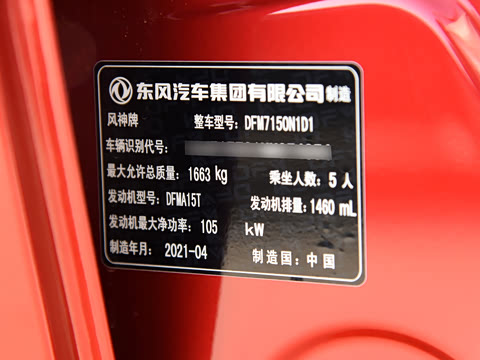 东风汽车集团有限公司制造
风神牌 整车型号: DFM7150N1D1
车辆识别代号:
最大允许总质量: 1663 kg 乘坐人数: 5 人
发动机型号: DFMA15T 发动机排量: 1460 mL
发动机最大净功率: 105 kW
制造年月: 2021-04 制造国: 中国